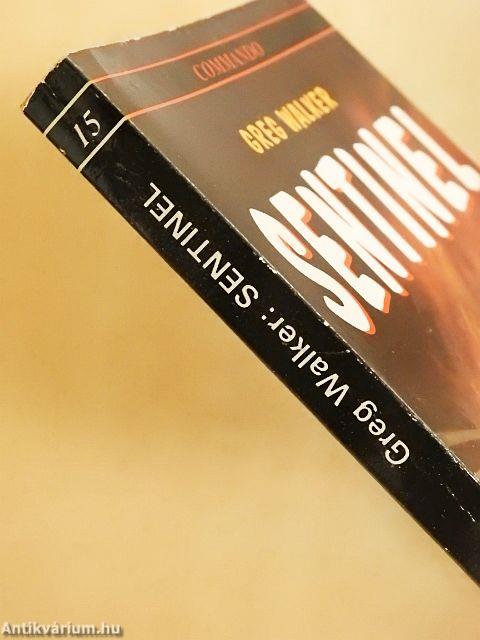 COMMANDO
GREG WALKER
SENTINEL
15
Greg Walker: SENTINEL
Antikvárium.hu